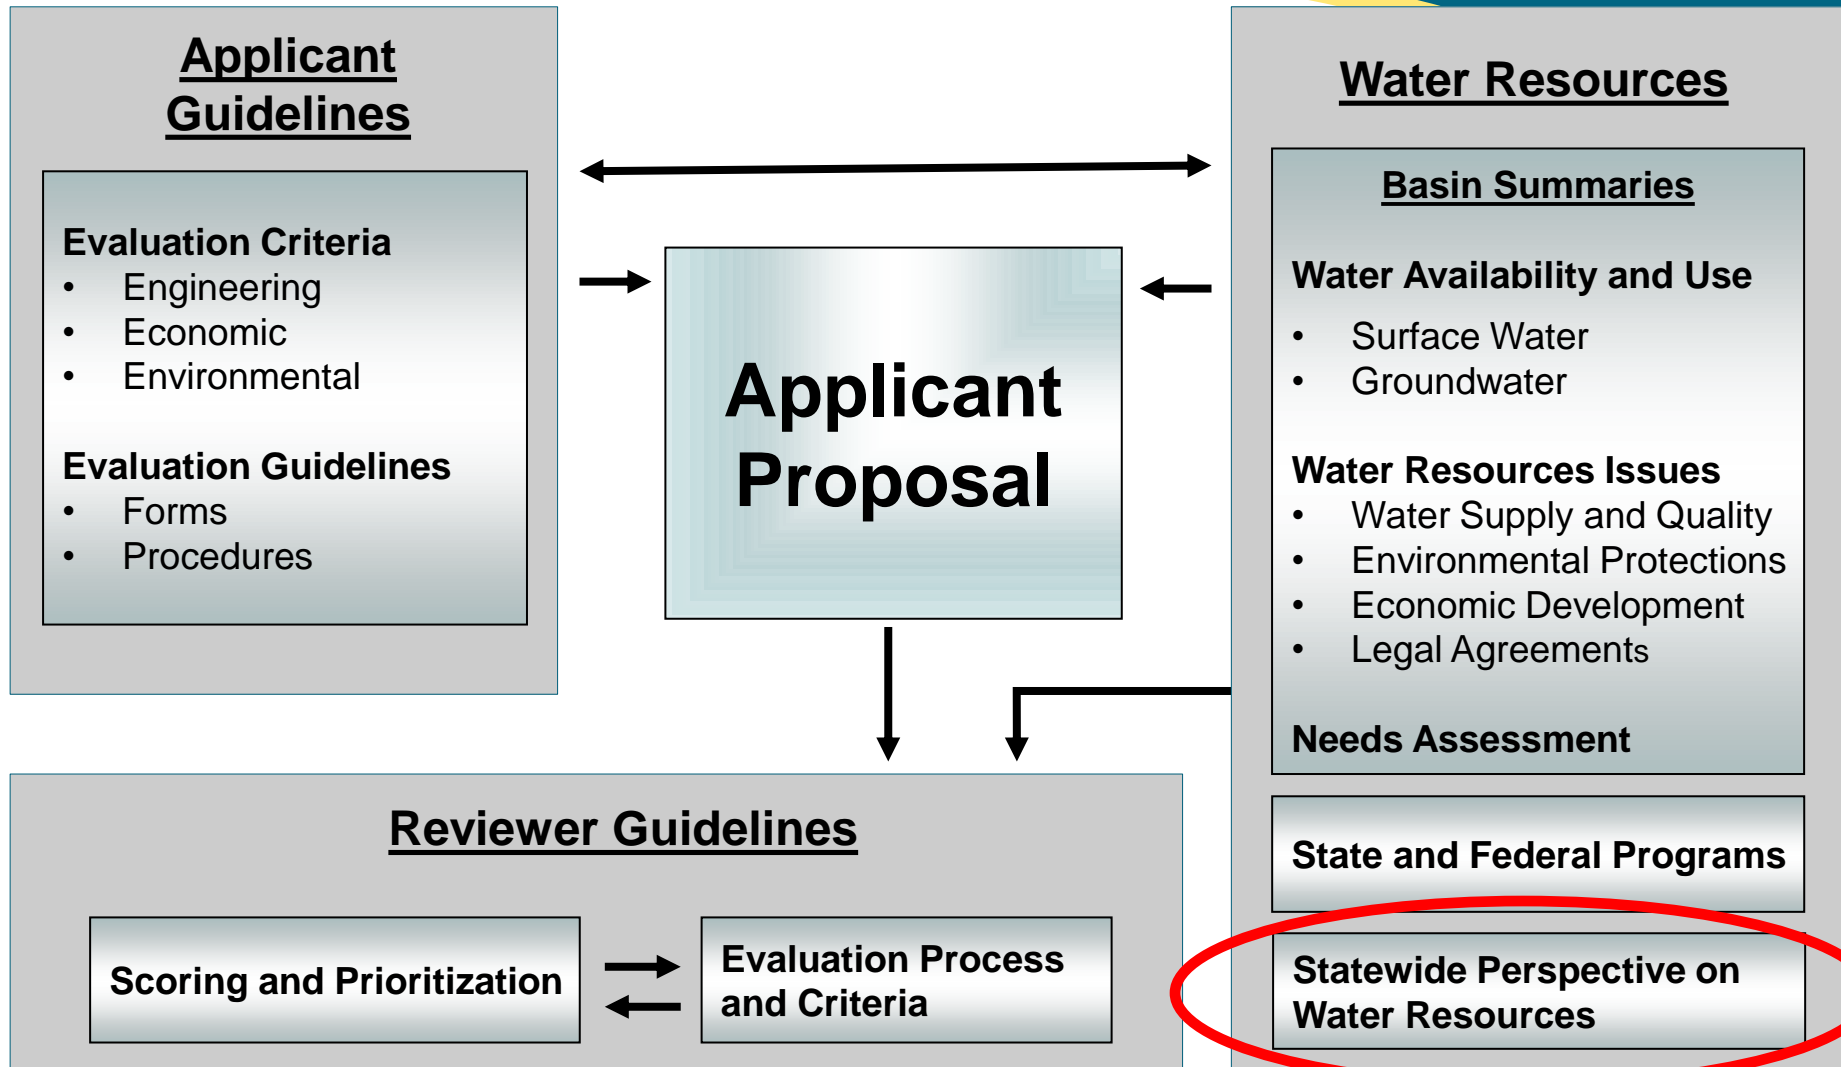 Applicant
Guidelines
Evaluation Criteria
• Engineering
• Economic
• Environmental
Evaluation Guidelines
• Forms
• Procedures
Applicant
Proposal
Water Resources
Basin Summaries
Water Availability and Use
• Surface Water
• Groundwater
Water Resources Issues
• Water Supply and Quality
• Environmental Protections
• Economic Development
• Legal Agreements
Needs Assessment
State and Federal Programs
Statewide Perspective on
Water Resources
Reviewer Guidelines
Scoring and Prioritization
Evaluation Process
and Criteria